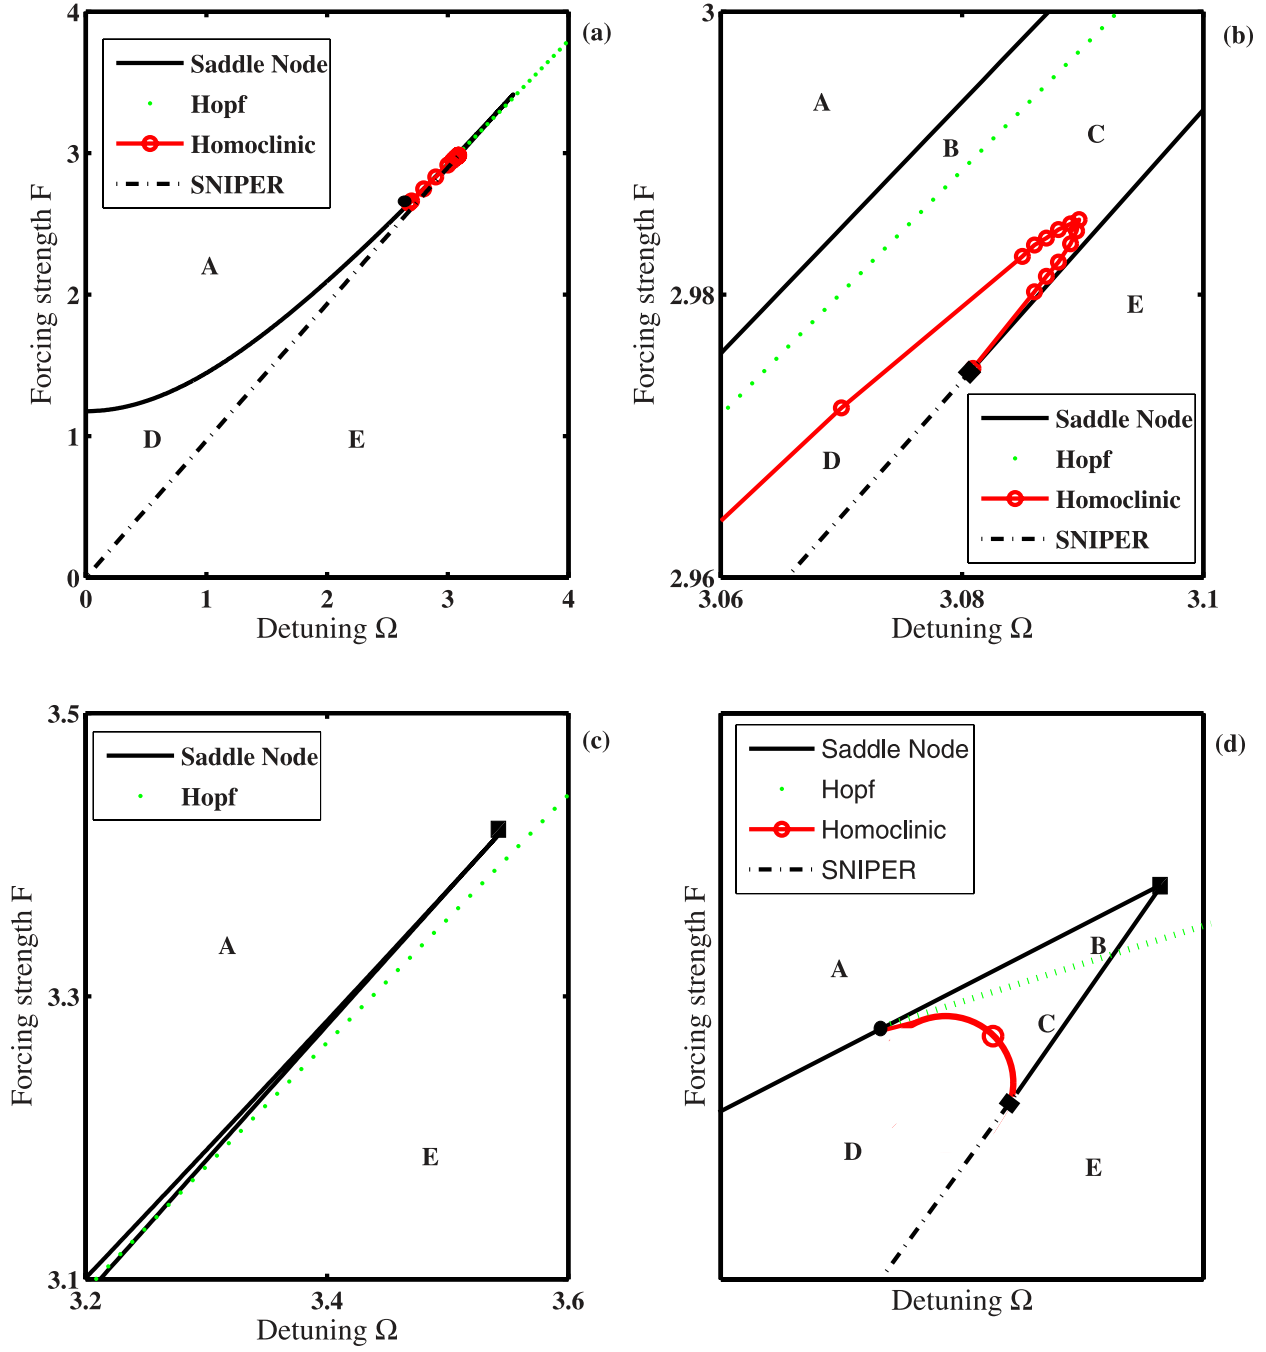 4
(a)
Saddle Node
Hopf
Homoclinic
SNIPER
3
2
1
0
A
D
E
0
1
2
3
4
Forcing strength F
Detuning Ω
3
(b)
A
B
C
2.98
E
D
Saddle Node
Hopf
Homoclinic
SNIPER
2.96
3.06
3.08
3.1
Forcing strength F
Detuning Ω
3.5
(c)
Saddle Node
Hopf
A
3.3
E
3.1
3.2
3.4
3.6
Forcing strength F
Detuning Ω
(d)
Saddle Node
Hopf
Homoclinic
SNIPER
B
A
C
D
E
Forcing strength F
Detuning Ω